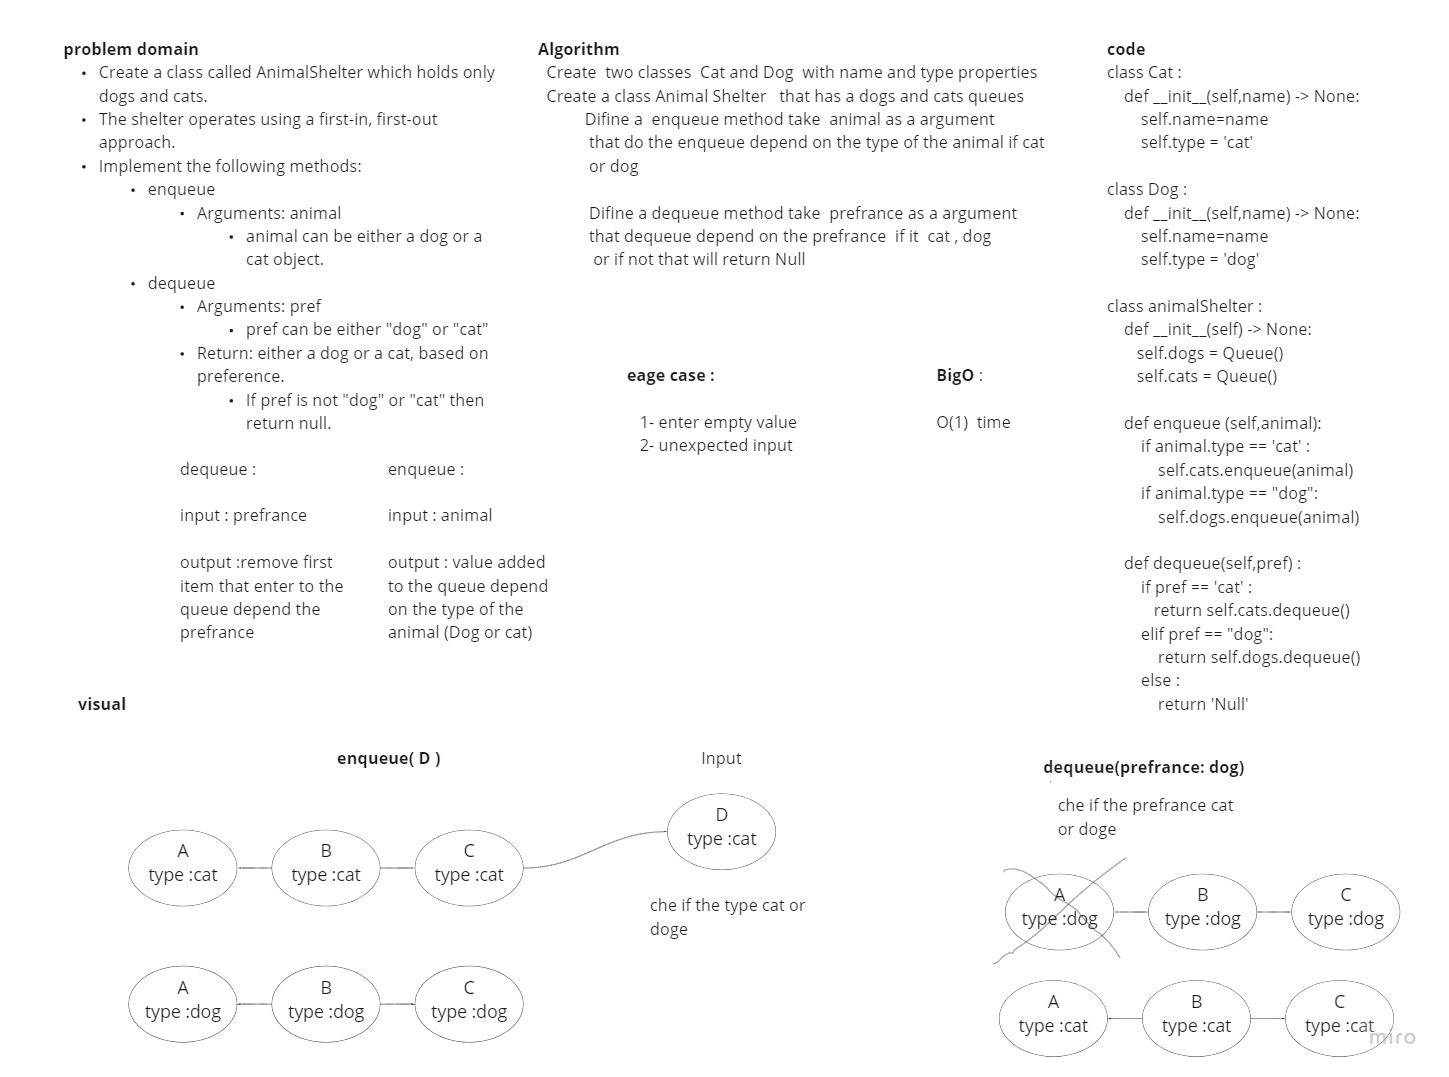 problem domain
• Create a class called AnimalShelter which holds only
dogs and cats.
• The shelter operates using a first-in, first-out
approach.
• Implement the following methods:
• enqueue
• Arguments: animal
• animal can be either a dog or a
cat object.
• dequeue
• Arguments: pref
• pref can be either "dog" or "cat"
• Return: either a dog or a cat, based on
preference.
• If pref is not "dog" or "cat" then
return null.
dequeue :
input : prefrance
output :remove first
item that enter to the
queue depend the
prefrance
enqueue :
input : animal
output : value added
to the queue depend
on the type of the
animal (Dog or cat)
Algorithm
Create two classes Cat and Dog with name and type properties
Create a class Animal Shelter that has a dogs and cats queues
Difine a enqueue method take animal as a argument
that do the enqueue depend on the type of the animal if cat
or dog
Difine a dequeue method take prefrance as a argument
that dequeue depend on the prefrance if it cat , dog
or if not that will return Null
eage case :
1- enter empty value
2- unexpected input
BigO :
O(1) time
code
class Cat :
def __init__(self,name) -> None:
self.name=name
self.type = 'cat'
class Dog :
def __init__(self,name) -> None:
self.name=name
self.type = 'dog'
class animalShelter :
def __init__(self) -> None:
self.dogs = Queue()
self.cats = Queue()
def enqueue (self,animal):
if animal.type == 'cat' :
self.cats.enqueue(animal)
if animal.type == "dog":
self.dogs.enqueue(animal)
def dequeue(self,pref) :
if pref == 'cat' :
return self.cats.dequeue()
elif pref == "dog":
return self.dogs.dequeue()
else :
return 'Null'
visual
enqueue( D )
Input
D
type :cat
A
type :cat
B
type :cat
C
type :cat
che if the type cat or
doge
A
type :dog
B
type :dog
C
type :dog
dequeue(prefrance: dog)
che if the prefrance cat
or doge
A
type :dog
B
type :dog
C
type :dog
A
type :cat
B
type :cat
C
type :cat
miro